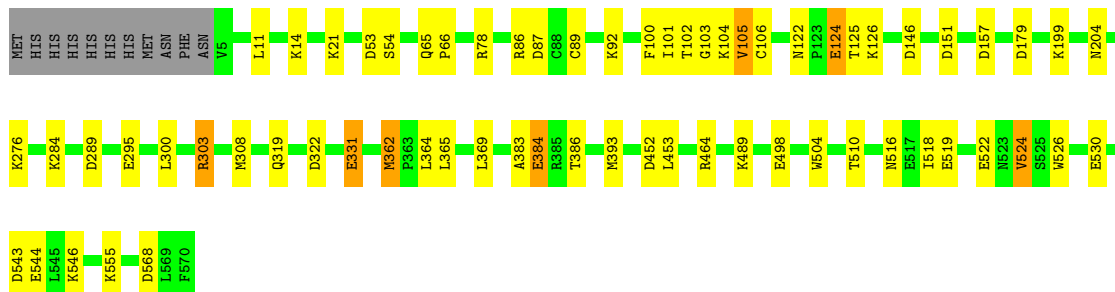 MET HIS HIS HIS HIS HIS HIS MET ASN PHE ASN V5 L11 K14 K21 D53 S54 Q65 P66 R78 R86 D87 C88 C89 K92 F100 I101 T102 G103 K104 V105 C106 N122 P123 E124 T125 K126 D146 D151 D157 D179 K199 N204
K276 K284 D289 E295 L300 R303 M308 Q319 D322 E331 M362 P363 L364 L365 L369 A383 E384 R385 T386 M393 D452 L453 R464 K489 E498 W504 T510 N516 E517 I518 E519 E522 N523 V524 S525 W526 E530
D543 E544 L545 K546 K555 D568 L569 F570